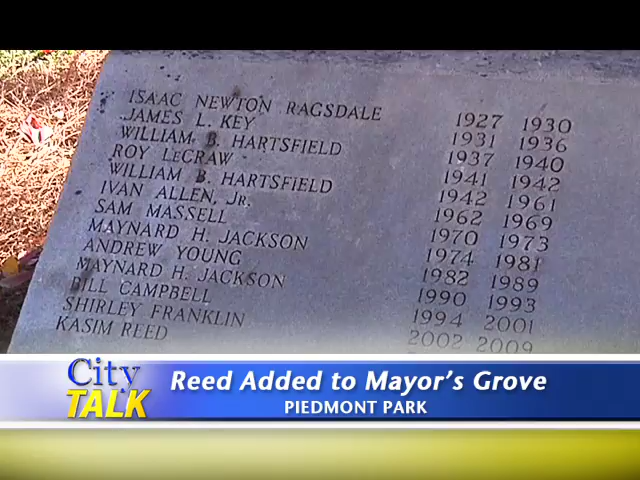 ISAAC NEWTON RAGSDALE 1927 1930
JAMES L. KEY 1931 1936
WILLIAM B. HARTSFIELD 1937 1940
ROY LECRAW 1941 1942
WILLIAM B. HARTSFIELD 1942 1961
IVAN ALLEN, JR. 1962 1969
SAM MASSELL 1970 1973
MAYNARD H. JACKSON 1974 1981
ANDREW YOUNG 1982 1989
MAYNARD H. JACKSON 1990 1993
BILL CAMPBELL 1994 2001
SHIRLEY FRANKLIN 2002 2009
KASIM REED
City TALK
Reed Added to Mayor's Grove
PIEDMONT PARK